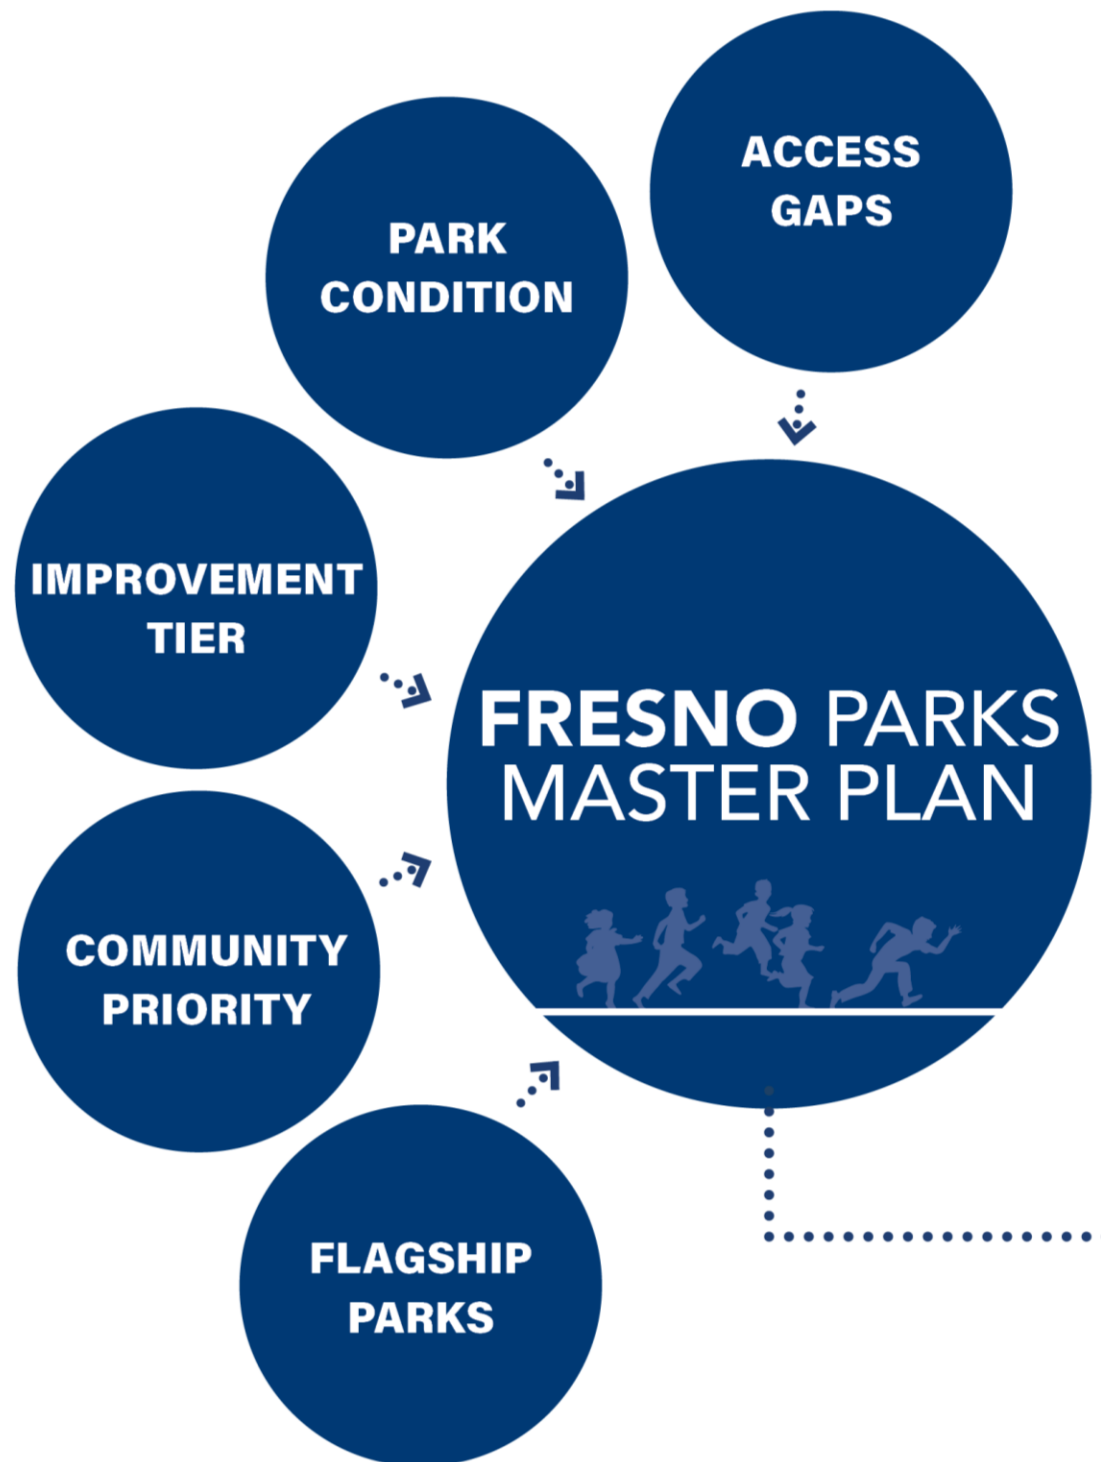 ACCESS
GAPS
PARK
CONDITION
IMPROVEMENT
TIER
FRESNO PARKS
MASTER PLAN
COMMUNITY
PRIORITY
FLAGSHIP
PARKS